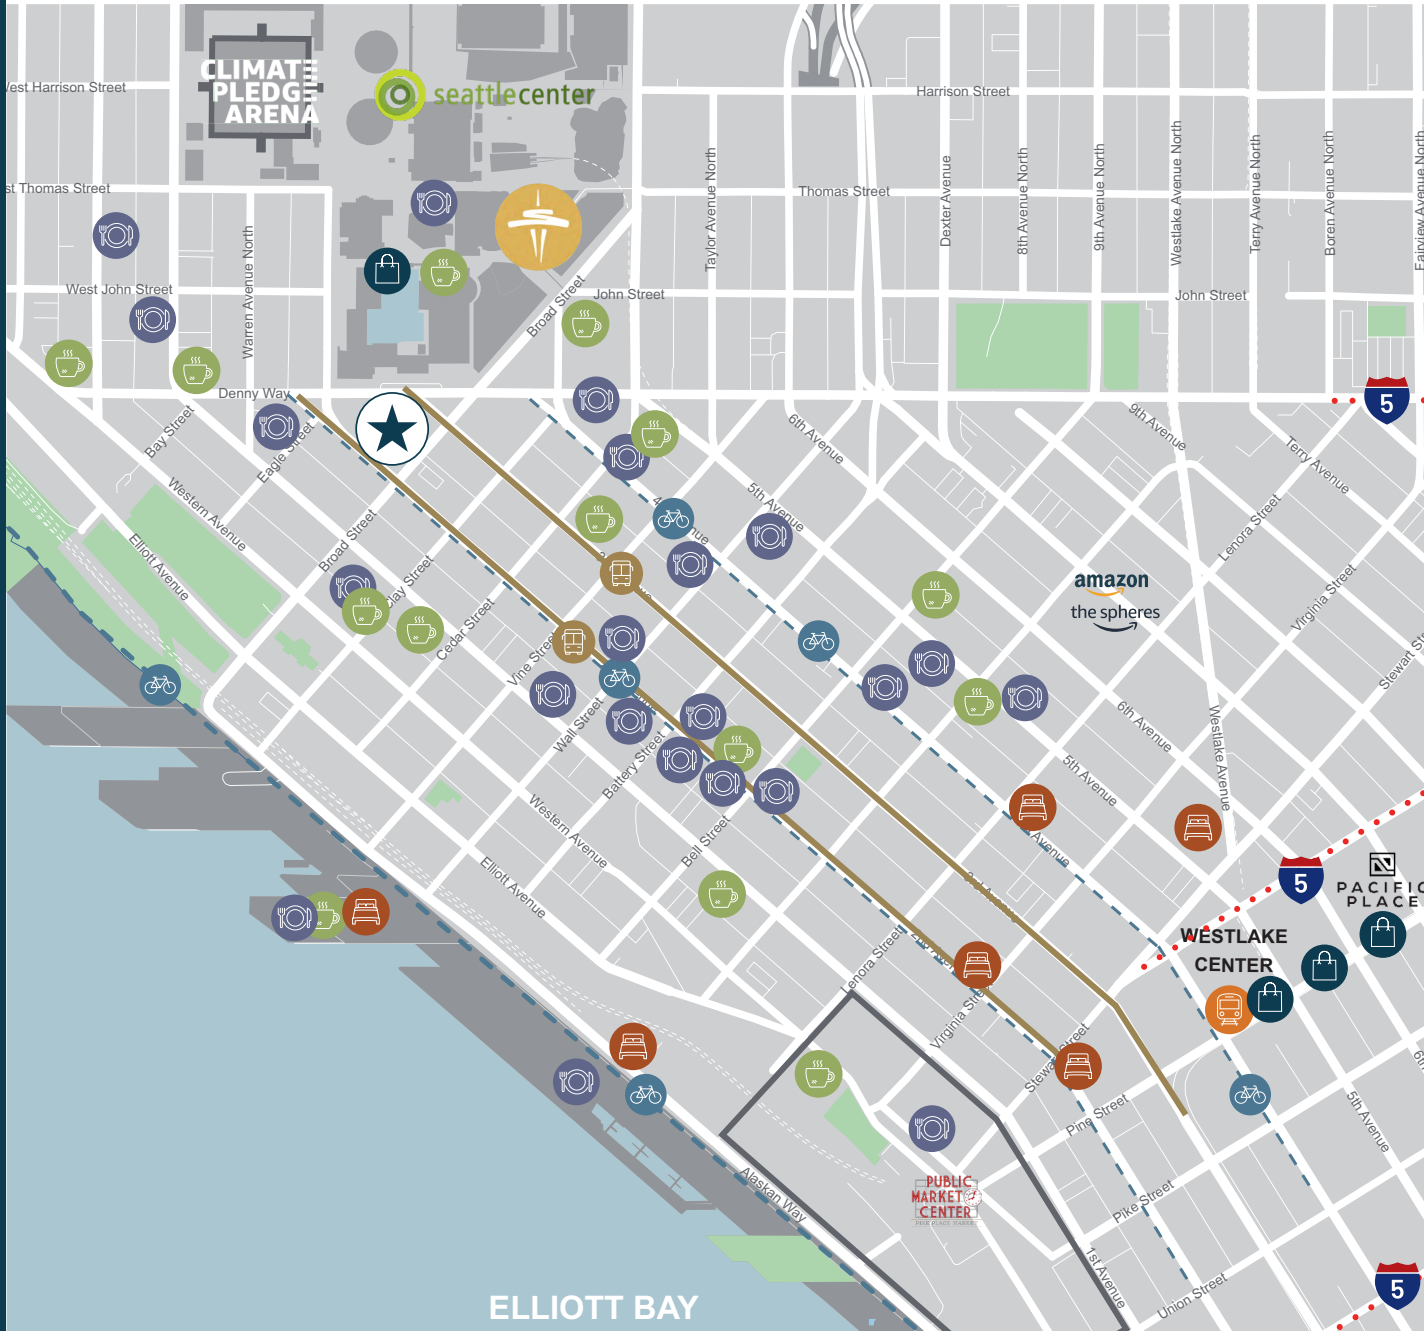 CLIMATE
PLEDGE
ARENA
seattlecenter
West Harrison Street
Harrison Street
Thomas Street
West John Street
John Street
John Street
Warren Avenue North
Taylor Avenue North
Dexter Avenue
8th Avenue North
9th Avenue North
Westlake Avenue North
Terry Avenue North
Boren Avenue North
Fairview Avenue North
Broad Street
Denny Way
5
Bay Street
Eagle Street
6th Avenue
9th Avenue
Terry Avenue
Western Avenue
Elliott Avenue
Broad Street
Clay Street
Cedar Street
Vine Street
Wall Street
Battery Street
Bell Street
5th Avenue
amazon
the spheres
Lenora Street
Virginia Street
6th Avenue
5th Avenue
Westlake Avenue
Western Avenue
Elliott Avenue
Avenue
3rd Avenue
Lenora Street
Virginia Street
Stewart Street
5
PACIFIC
PLACE
WESTLAKE
CENTER
Pine Street
Pike Street
Union Street
5th Avenue
1st Avenue
Alaskan Way
PUBLIC
MARKET
CENTER
PIKE PLACE MARKET
5
ELLIOTT BAY